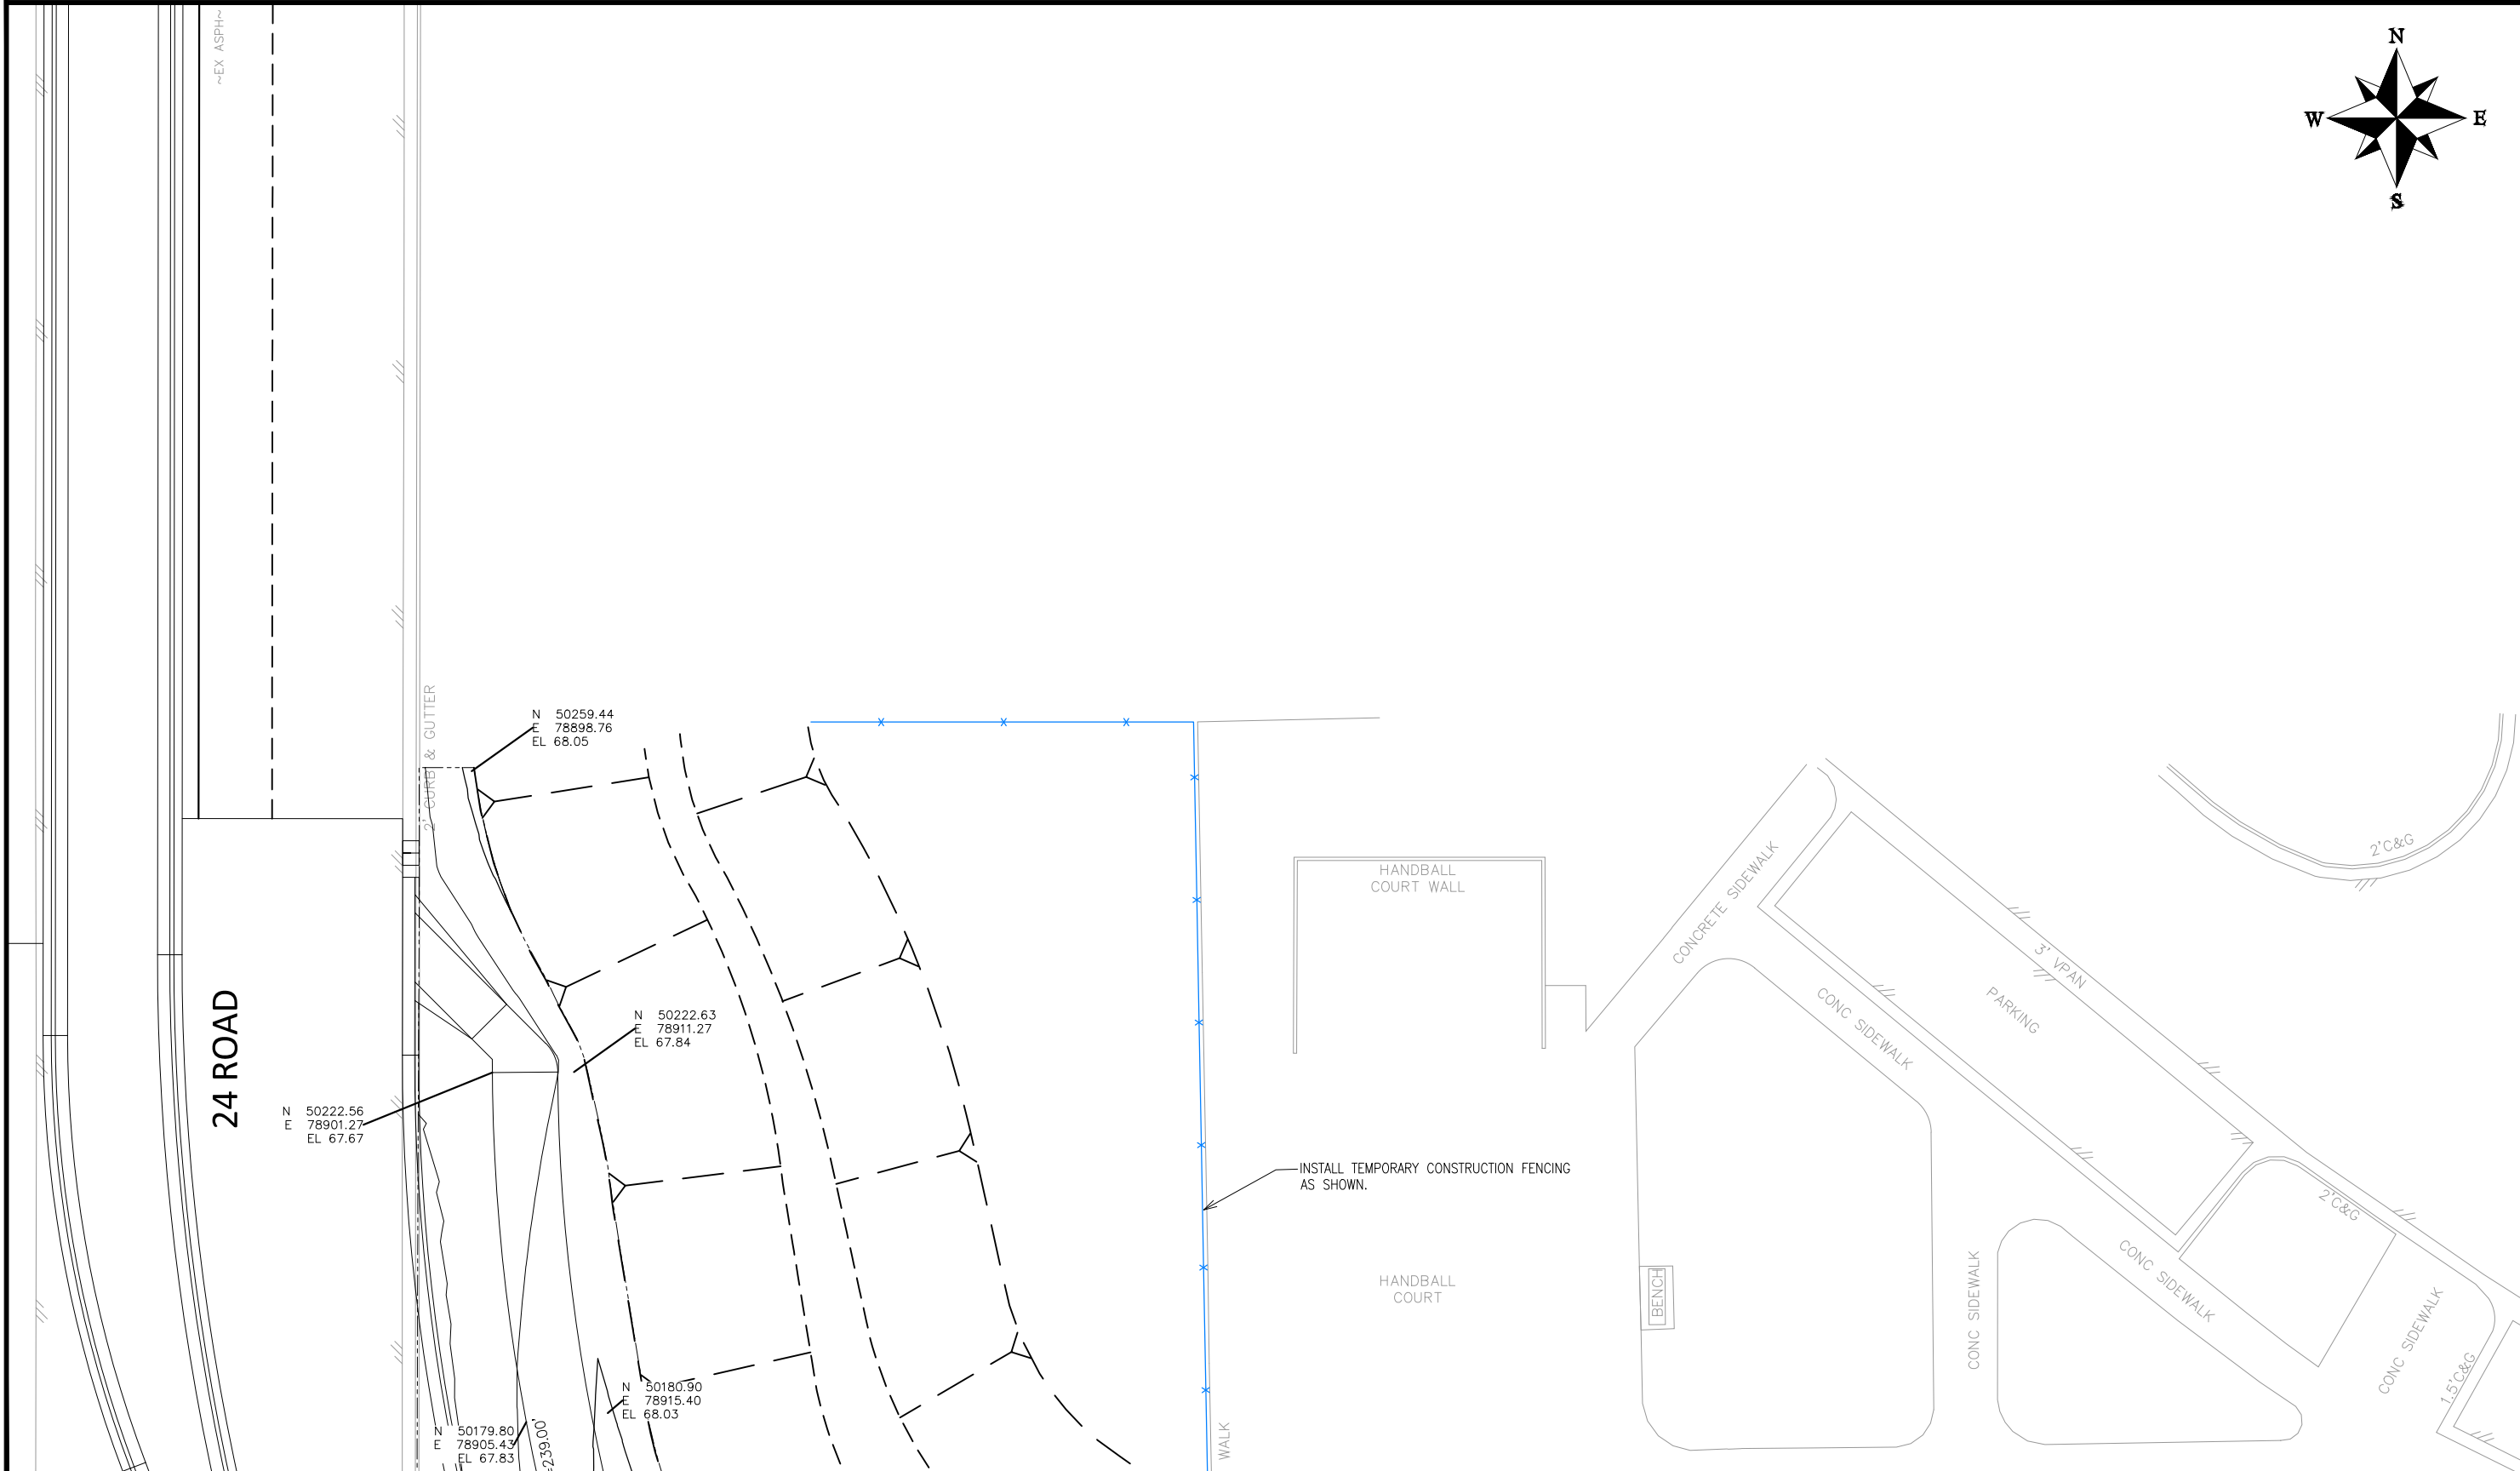 ~EX ASPH~
N
W
E
S
2' CURB & GUTTER
N 50259.44
E 78898.76
EL 68.05
HANDBALL
COURT WALL
CONCRETE SIDEWALK
2'C&G
3' VPAN
PARKING
CONC SIDEWALK
24 ROAD
N 50222.63
E 78911.27
EL 67.84
N 50222.56
E 78901.27
EL 67.67
INSTALL TEMPORARY CONSTRUCTION FENCING
AS SHOWN.
2'C&G
HANDBALL
COURT
BENCH
CONC SIDEWALK
CONC SIDEWALK
CONC SIDEWALK
1.5'C&G
N 50180.90
E 78915.40
EL 68.03
N 50179.80
E 78905.43
EL 67.83
=239.00'
WALK